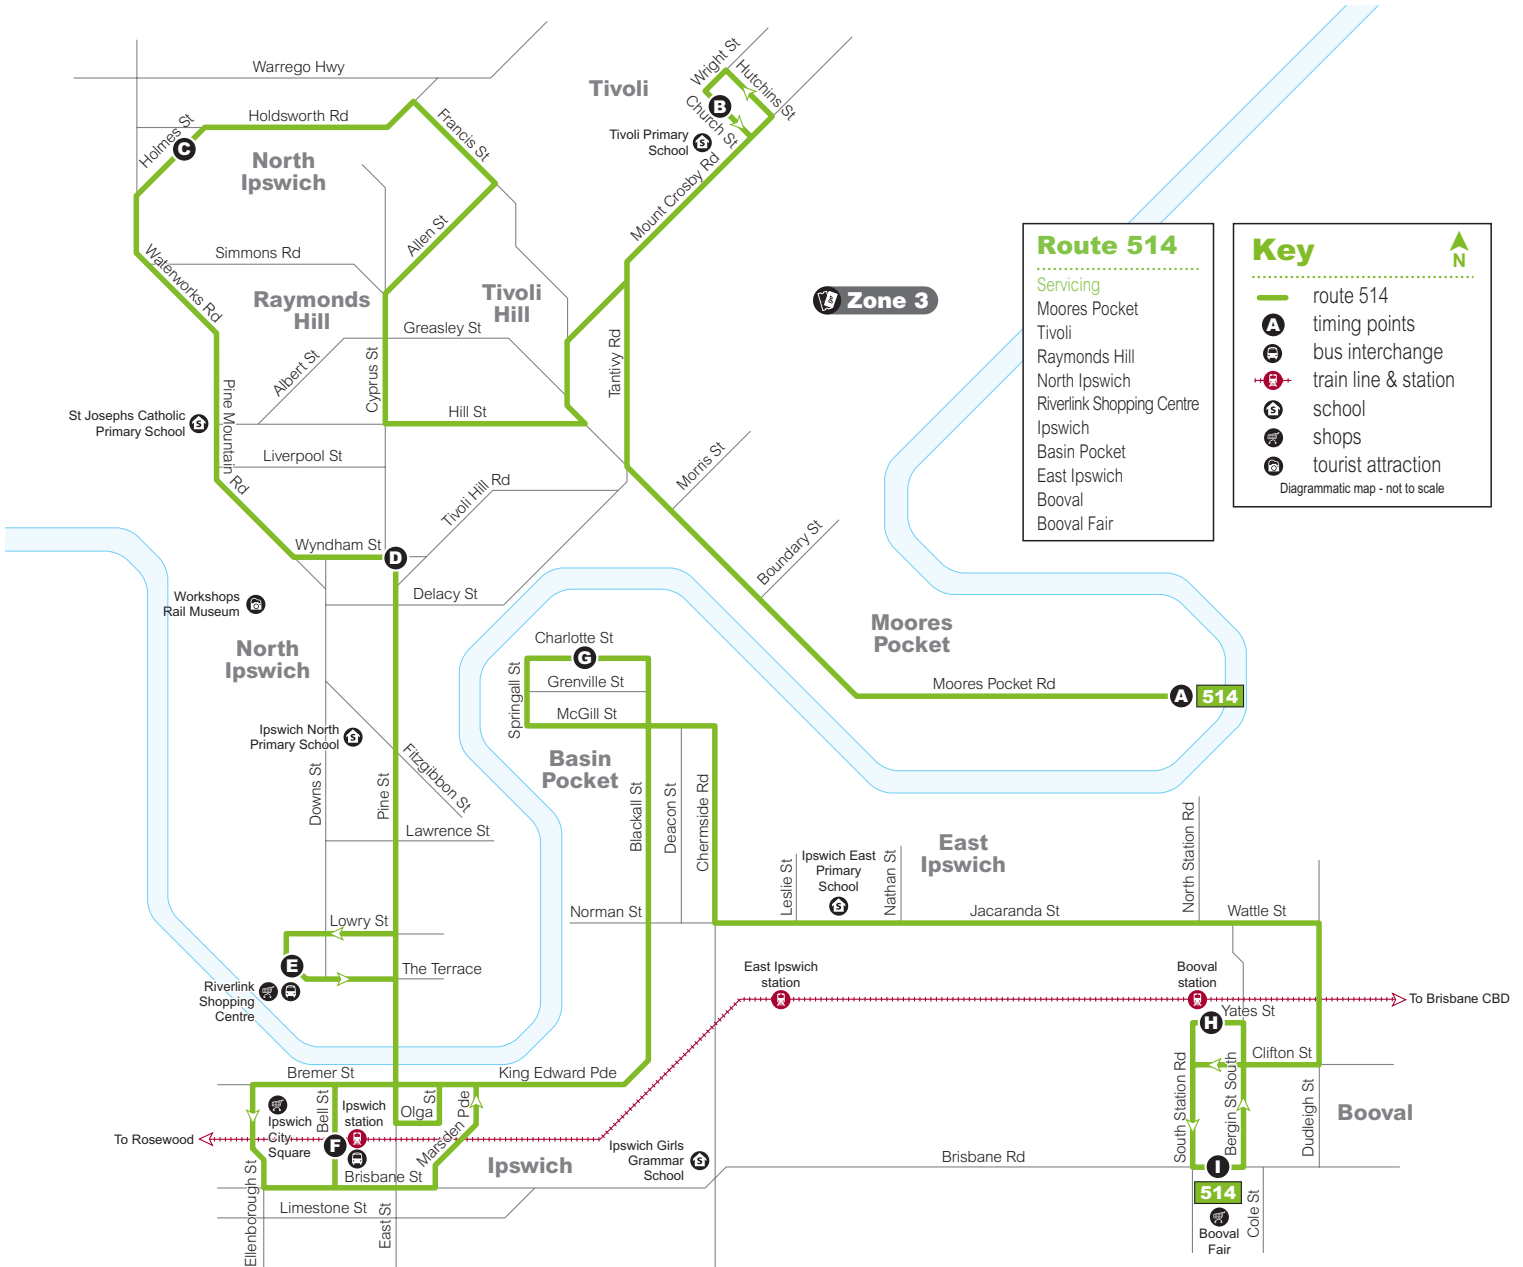 Warrego Hwy
Holdsworth Rd
Holmes St
C
North
Ipswich
Francis St
Allen St
Waterworks Rd
Simmons Rd
Raymonds
Hill
Tivoli
Hill
Greasley St
Albert St
Cyprus St
Hill St
Pine Mountain Rd
St Josephs Catholic
Primary School
Liverpool St
Tivoli Hill Rd
Wyndham St
D
Delacy St
Workshops
Rail Museum
North
Ipswich
Ipswich North
Primary School
Downs St
Pine St
Fitzgibbon St
Lawrence St
Lowry St
E
The Terrace
Riverlink
Shopping
Centre
Tivoli
Wright St
Hutchins St
B
Church St
Tivoli Primary
School
Mount Crosby Rd
Tantivy Rd
Morris St
Boundary St
Moores
Pocket
Moores Pocket Rd
A
514
Zone 3
Route 514
Servicing
Moores Pocket
Tivoli
Raymonds Hill
North Ipswich
Riverlink Shopping Centre
Ipswich
Basin Pocket
East Ipswich
Booval
Booval Fair
Key
N
route 514
A
timing points
bus interchange
train line & station
school
shops
tourist attraction
Diagrammatic map - not to scale
Charlotte St
G
Springall St
Grenville St
McGill St
Basin
Pocket
Blackall St
Deacon St
Chermside Rd
Norman St
Leslie St
Ipswich East
Primary
School
Nathan St
East
Ipswich
Jacaranda St
North Station Rd
Wattle St
East Ipswich
station
Booval
station
To Brisbane CBD
H
Yates St
Clifton St
South Station Rd
Bergin St South
Dudleigh St
Booval
I
514
Booval
Fair
Cole St
Brisbane Rd
Bremer St
King Edward Pde
Ipswich
City
Square
Bell St
Ipswich
station
Olga St
Marsden Pde
F
To Rosewood
Brisbane St
Ipswich
Ipswich Girls
Grammar
School
Ellenborough St
Limestone St
East St